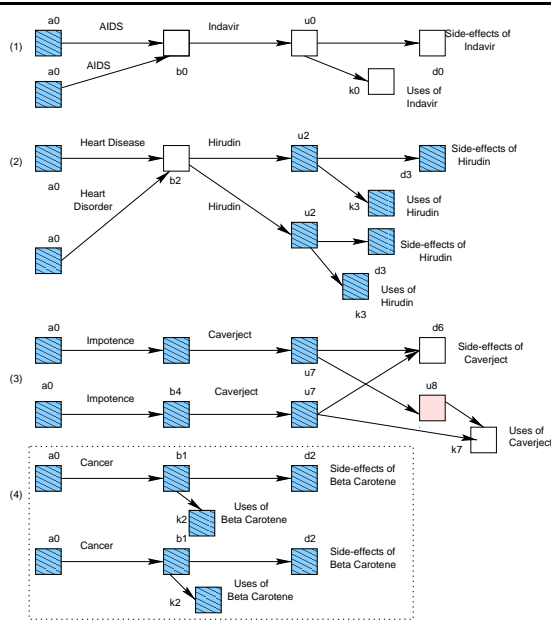 a0 AIDS Indavir u0 Side-effects of
Indavir
(1)
a0 AIDS b0 d0
k0 Uses of
Indavir
Heart Disease Hirudin u2 Side-effects of
Hirudin
(2)
a0 b2 d3
Heart
Disorder
Hirudin k3 Uses of
Hirudin
a0 u2
Side-effects of
Hirudin
d3
Uses of
Hirudin
k3
a0 Impotence Caverject d6
Side-effects of
Caverject
u7
(3)
a0 Impotence b4 Caverject u7 u8
Uses of
Caverject
k7
a0 Cancer b1 d2
Side-effects of
Beta Carotene
(4)
k2 Uses of
Beta Carotene
a0 Cancer b1 d2
Side-effects of
Beta Carotene
k2 Uses of
Beta Carotene